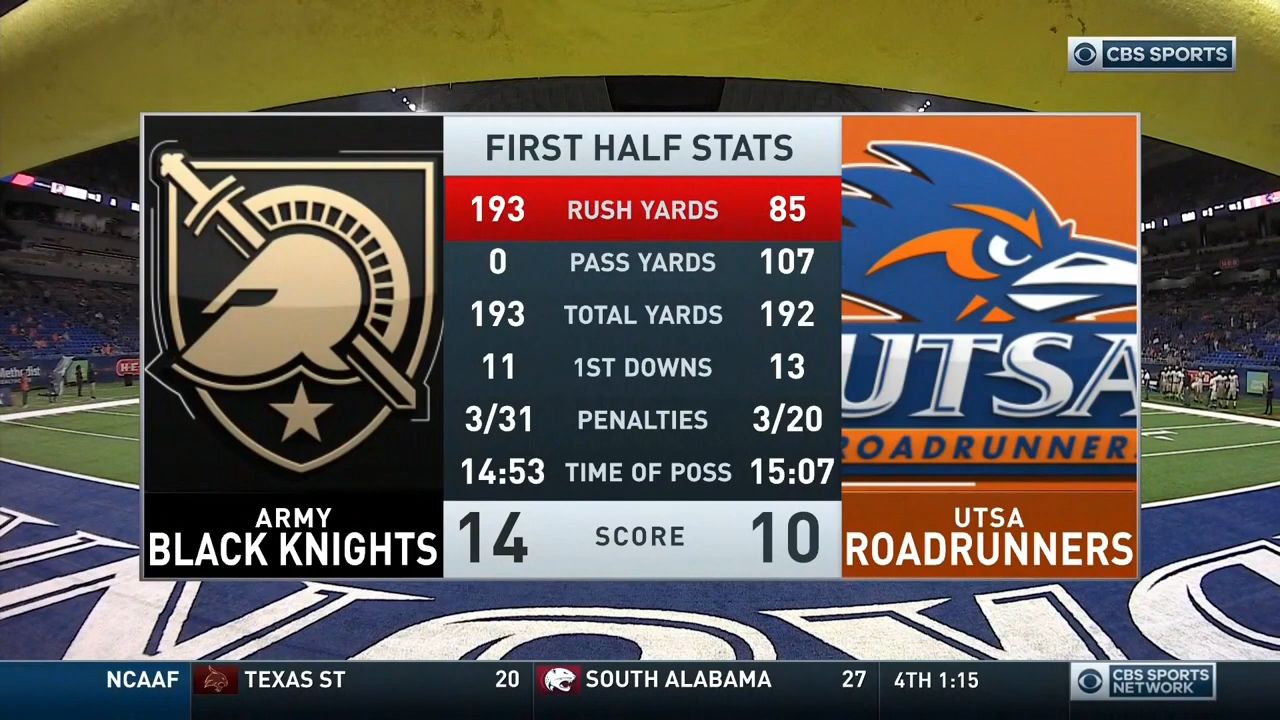 CBS SPORTS
FIRST HALF STATS
193 RUSH YARDS 85
0 PASS YARDS 107
193 TOTAL YARDS 192
11 1ST DOWNS 13
3/31 PENALTIES 3/20
14:53 TIME OF POSS 15:07
14 SCORE 10
ARMY
BLACK KNIGHTS
UTSA
ROADRUNNER
UTSA
ROADRUNNERS
NCAAF TEXAS ST 20 SOUTH ALABAMA 27 4TH 1:15 CBS SPORTS NETWORK